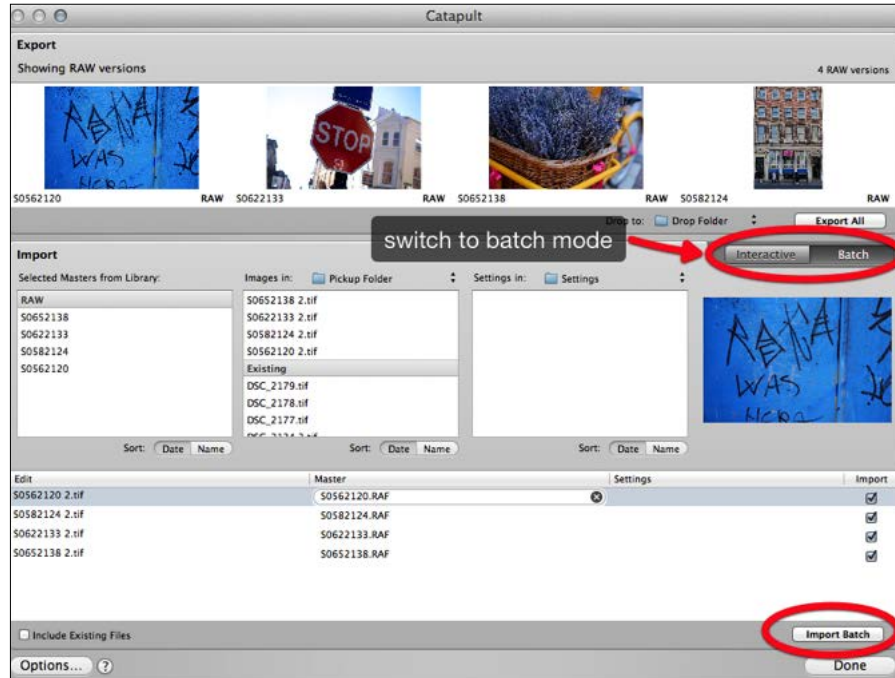 Catapult
Export
Showing RAW versions
4 RAW versions
RATA
WAS
HERE
STOP
S0562120 RAW S0622133 RAW S0652138 RAW S0582124 RAW
Drop to: Drop Folder Export All
switch to batch mode
Import Interactive Batch
Selected Masters from Library: Images in: Pickup Folder Settings in: Settings
RAW S0652138 2.tif
S0652138 S0622133 2.tif
S0622133 S0582124 2.tif
S0582124 S0562120 2.tif
S0562120 Existing
DSC_2179.tif
DSC_2178.tif
DSC_2177.tif
WAS
Sort: Date Name Sort: Date Name Sort: Date Name
Edit Master Settings Import
S0562120 2.tif S0562120.RAF
S0582124 2.tif S0582124.RAF
S0622133 2.tif S0622133.RAF
S0652138 2.tif S0652138.RAF
Include Existing Files Import Batch
Options... ? Done